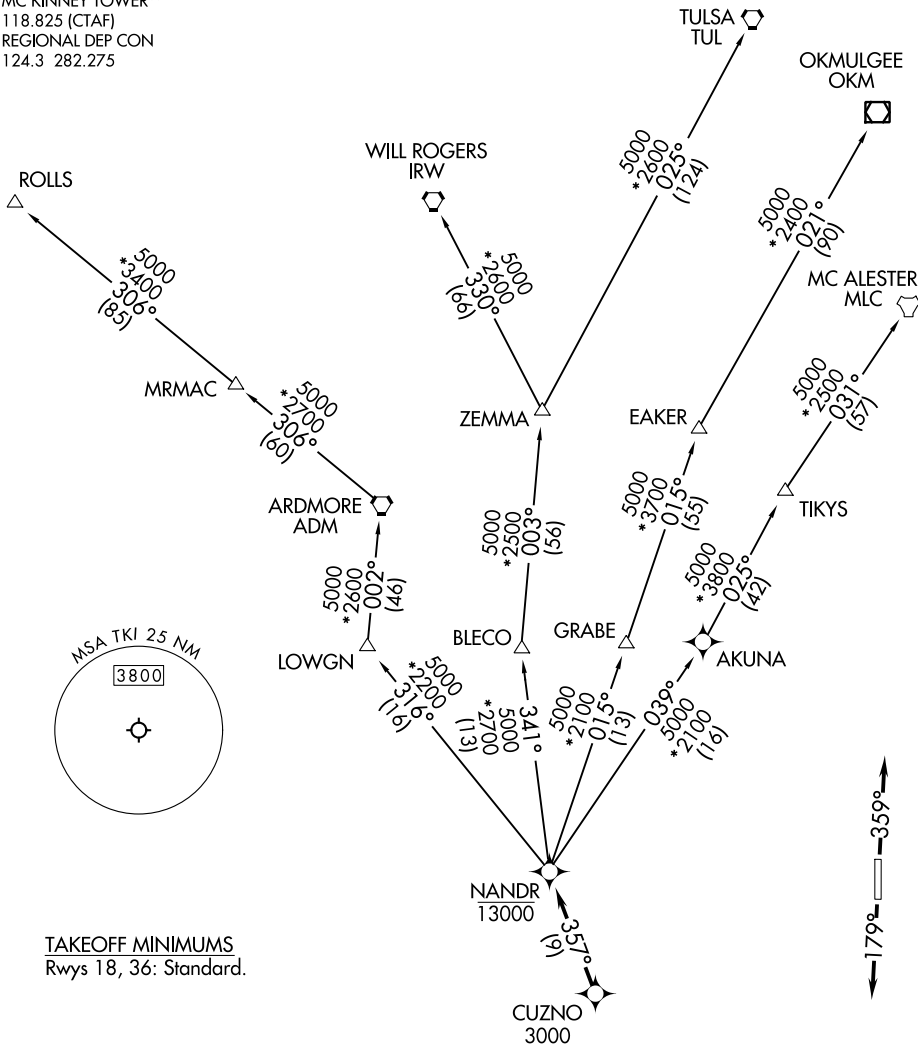 MC KINNEY TOWER
118.825 (CTAF)
REGIONAL DEP CON
124.3 282.275
TULSA
TUL
OKMULGEE
OKM
WILL ROGERS
IRW
ROLLS
5000
*2600
025°
(124)
5000
*2400
021°
(90)
5000
*2600
330°
(66)
5000
*3400
306°
(85)
MC ALESTER
MLC
MRMAC
5000
*2700
306°
(60)
ZEMMA
EAKER
5000
*2500
031°
(57)
ARDMORE
ADM
TIKYS
5000
*2500
003°
(56)
5000
*3700
015°
(55)
5000
*2600
002°
(46)
5000
*3800
025°
(42)
LOWGN
BLECO
GRABE
AKUNA
MSA TKI 25 NM
3800
5000
*2200
316°
(16)
341°
5000
*2700
(13)
5000
*2100
015°
(13)
039°
5000
*2100
(16)
359°
179°
NANDR
13000
357°
(9)
CUZNO
3000
TAKEOFF MINIMUMS
Rwys 18, 36: Standard.